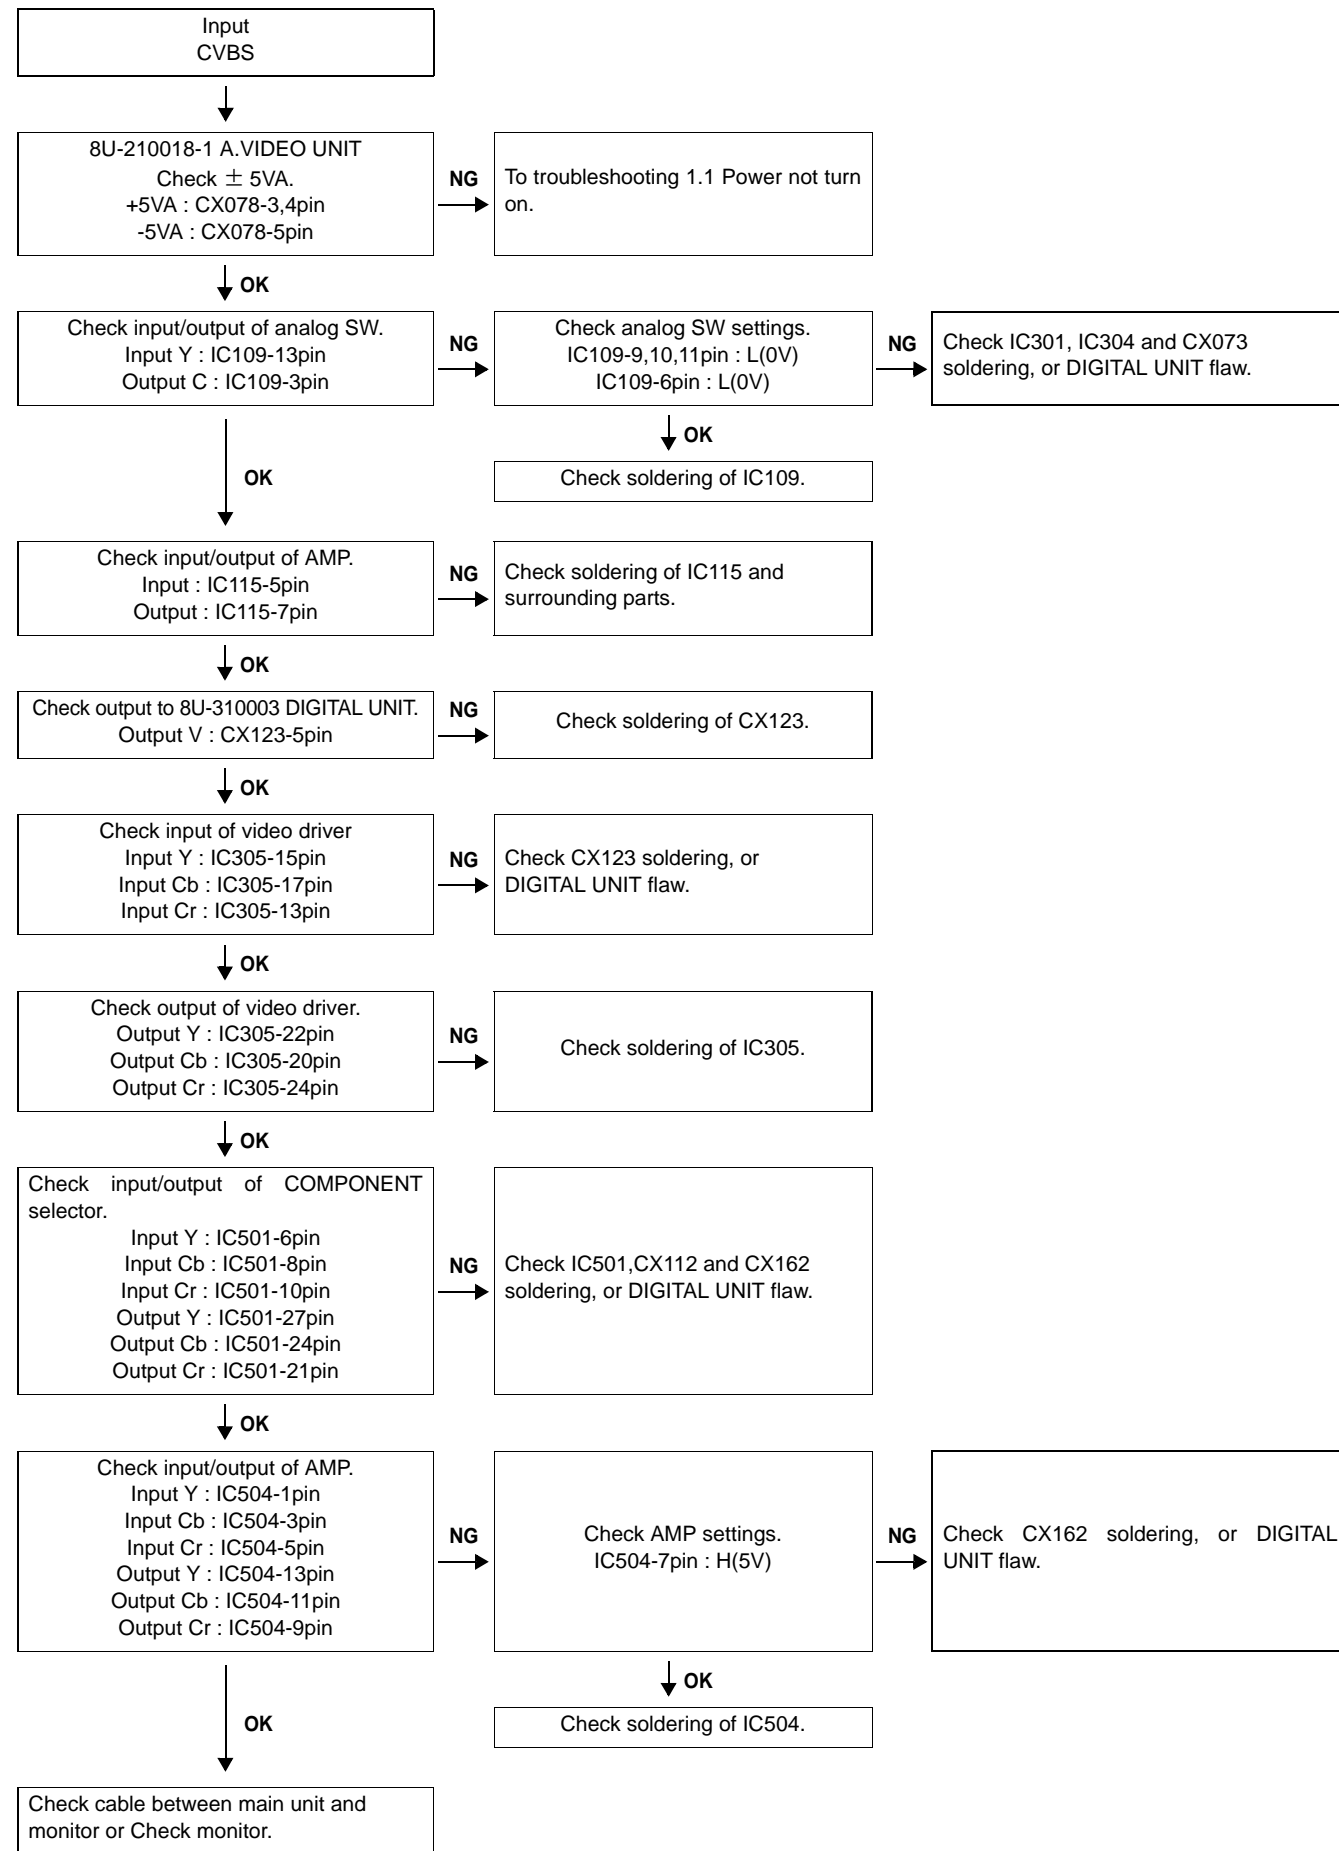 Input
CVBS
8U-210018-1 A.VIDEO UNIT
Check ± 5VA.
+5VA : CX078-3,4pin
-5VA : CX078-5pin
NG
To troubleshooting 1.1 Power not turn
on.
OK
Check input/output of analog SW.
Input Y : IC109-13pin
Output C : IC109-3pin
NG
Check analog SW settings.
IC109-9,10,11pin : L(0V)
IC109-6pin : L(0V)
NG
Check IC301, IC304 and CX073
soldering, or DIGITAL UNIT flaw.
OK
Check soldering of IC109.
OK
Check input/output of AMP.
Input : IC115-5pin
Output : IC115-7pin
NG
Check soldering of IC115 and
surrounding parts.
OK
Check output to 8U-310003 DIGITAL UNIT.
Output V : CX123-5pin
NG
Check soldering of CX123.
OK
Check input of video driver
Input Y : IC305-15pin
Input Cb : IC305-17pin
Input Cr : IC305-13pin
NG
Check CX123 soldering, or
DIGITAL UNIT flaw.
OK
Check output of video driver.
Output Y : IC305-22pin
Output Cb : IC305-20pin
Output Cr : IC305-24pin
NG
Check soldering of IC305.
OK
Check input/output of COMPONENT
selector.
Input Y : IC501-6pin
Input Cb : IC501-8pin
Input Cr : IC501-10pin
Output Y : IC501-27pin
Output Cb : IC501-24pin
Output Cr : IC501-21pin
NG
Check IC501,CX112 and CX162
soldering, or DIGITAL UNIT flaw.
OK
Check input/output of AMP.
Input Y : IC504-1pin
Input Cb : IC504-3pin
Input Cr : IC504-5pin
Output Y : IC504-13pin
Output Cb : IC504-11pin
Output Cr : IC504-9pin
NG
Check AMP settings.
IC504-7pin : H(5V)
NG
Check CX162 soldering, or DIGITAL
UNIT flaw.
OK
Check soldering of IC504.
OK
Check cable between main unit and
monitor or Check monitor.